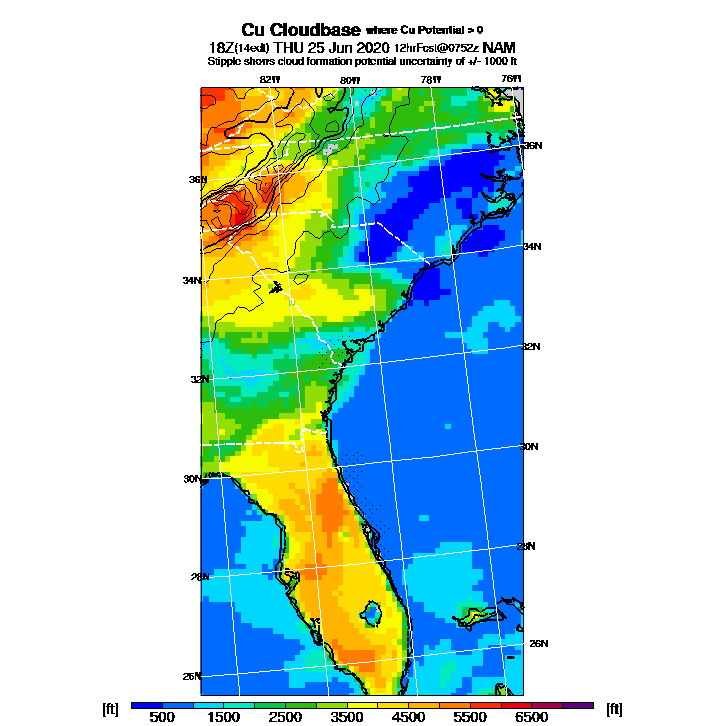 Cu Cloudbase where Cu Potential > 0
18Z(14edt) THU 25 Jun 2020 12hrFcst@0752z NAM
Stipple shows cloud formation potential uncertainty of +/- 1000 ft
82W 80W 78W 76W
36N
36N
34N
34N
32N
32N
30N
30N
28N
28N
26N
26N
[ft] 500 1500 2500 3500 4500 5500 6500 [ft]